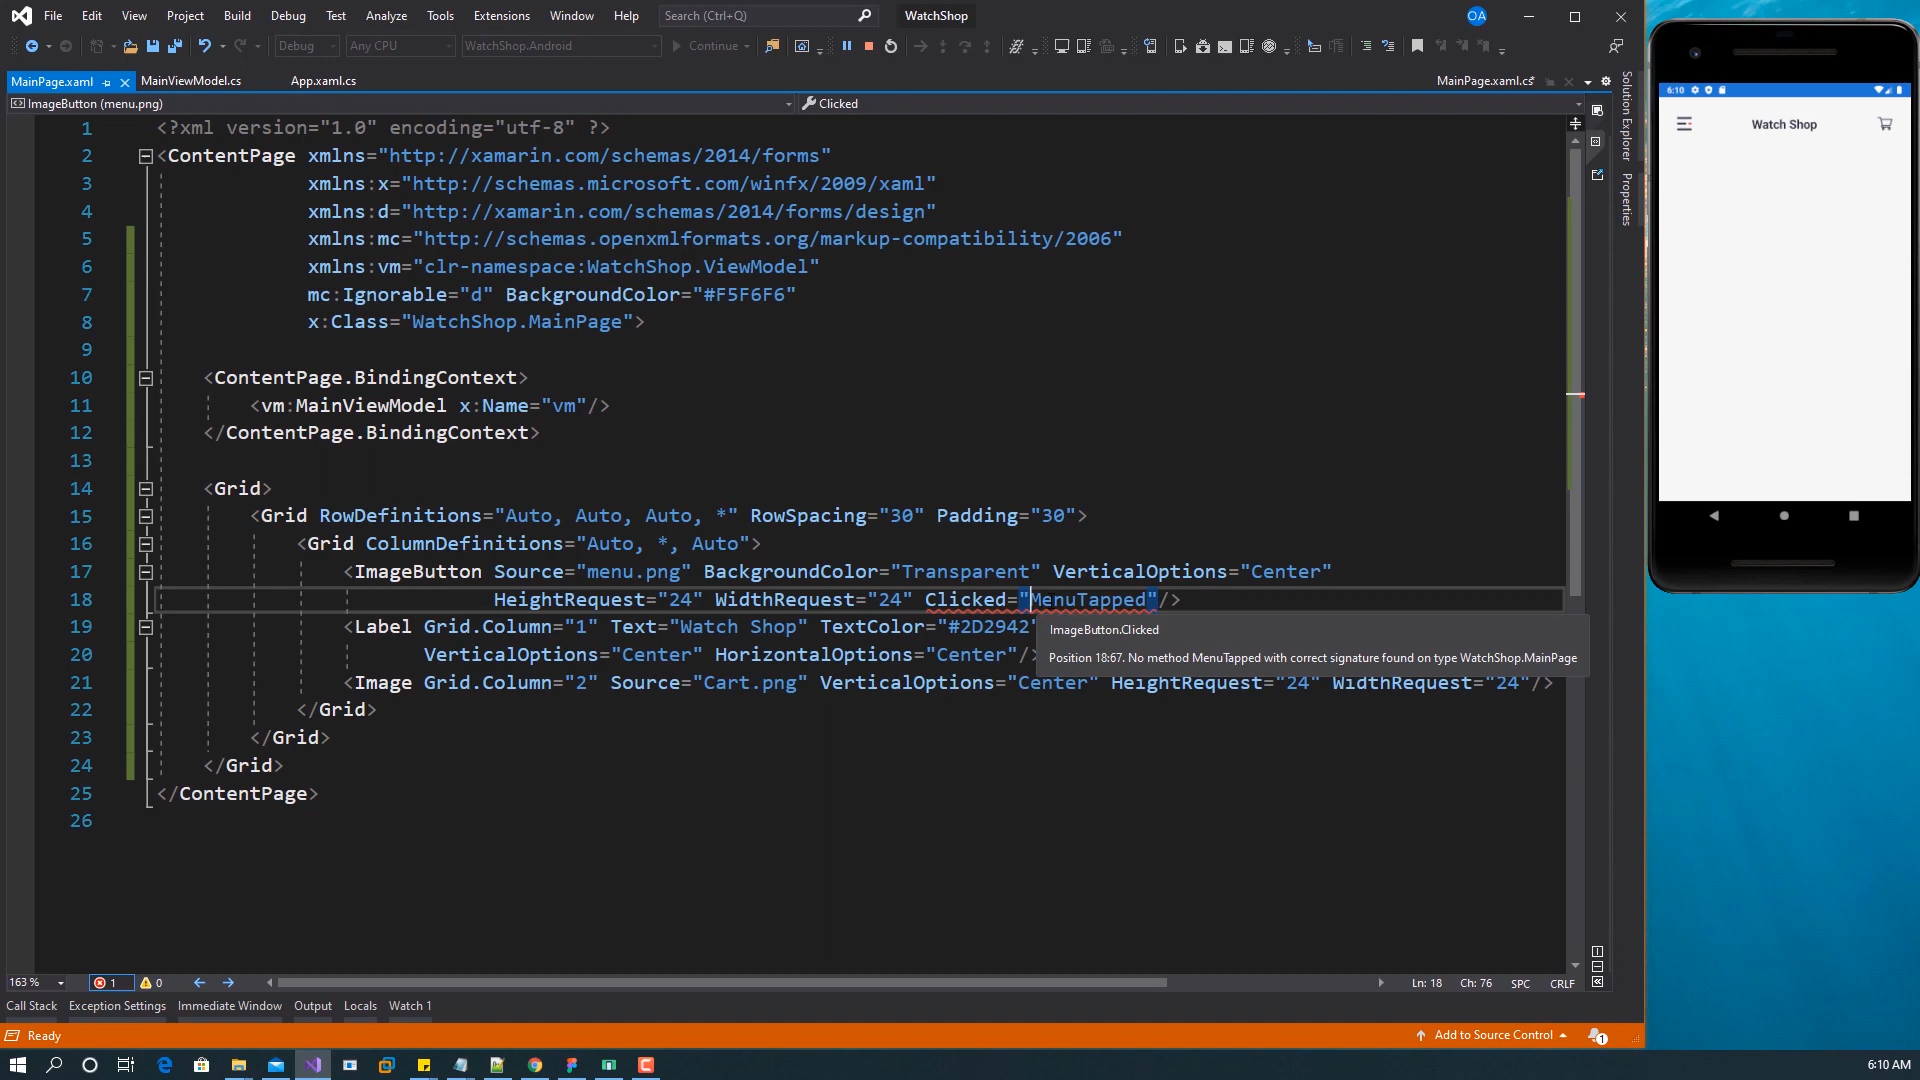 File Edit View Project Build Debug Test Analyze Tools Extensions Window Help Search (Ctrl+Q) WatchShop OA
Debug Any CPU WatchShop.Android Continue
MainPage.xaml MainViewModel.cs App.xaml.cs MainPage.xaml.cs*
ImageButton (menu.png) Clicked
1 <?xml version="1.0" encoding="utf-8" ?>
2 <ContentPage xmlns="http://xamarin.com/schemas/2014/forms"
3 xmlns:x="http://schemas.microsoft.com/winfx/2009/xaml"
4 xmlns:d="http://xamarin.com/schemas/2014/forms/design"
5 xmlns:mc="http://schemas.openxmlformats.org/markup-compatibility/2006"
6 xmlns:vm="clr-namespace:WatchShop.ViewModel"
7 mc:Ignorable="d" BackgroundColor="#F5F6F6"
8 x:Class="WatchShop.MainPage">
9
10 <ContentPage.BindingContext>
11 <vm:MainViewModel x:Name="vm"/>
12 </ContentPage.BindingContext>
13
14 <Grid>
15 <Grid RowDefinitions="Auto, Auto, Auto, *" RowSpacing="30" Padding="30">
16 <Grid ColumnDefinitions="Auto, *, Auto">
17 <ImageButton Source="menu.png" BackgroundColor="Transparent" VerticalOptions="Center"
18 HeightRequest="24" WidthRequest="24" Clicked="MenuTapped"/>
19 <Label Grid.Column="1" Text="Watch Shop" TextColor="#2D2942"
ImageButton.Clicked
20 VerticalOptions="Center" HorizontalOptions="Center"/>
Position 18:67. No method MenuTapped with correct signature found on type WatchShop.MainPage
21 <Image Grid.Column="2" Source="Cart.png" VerticalOptions="Center" HeightRequest="24" WidthRequest="24"/>
22 </Grid>
23 </Grid>
24 </Grid>
25 </ContentPage>
26
163 % 1 0 Ln: 18 Ch: 76 SPC CRLF
Call Stack Exception Settings Immediate Window Output Locals Watch 1
Ready Add to Source Control 1
6:10 AM
Solution Explorer
Properties
6:10
Watch Shop